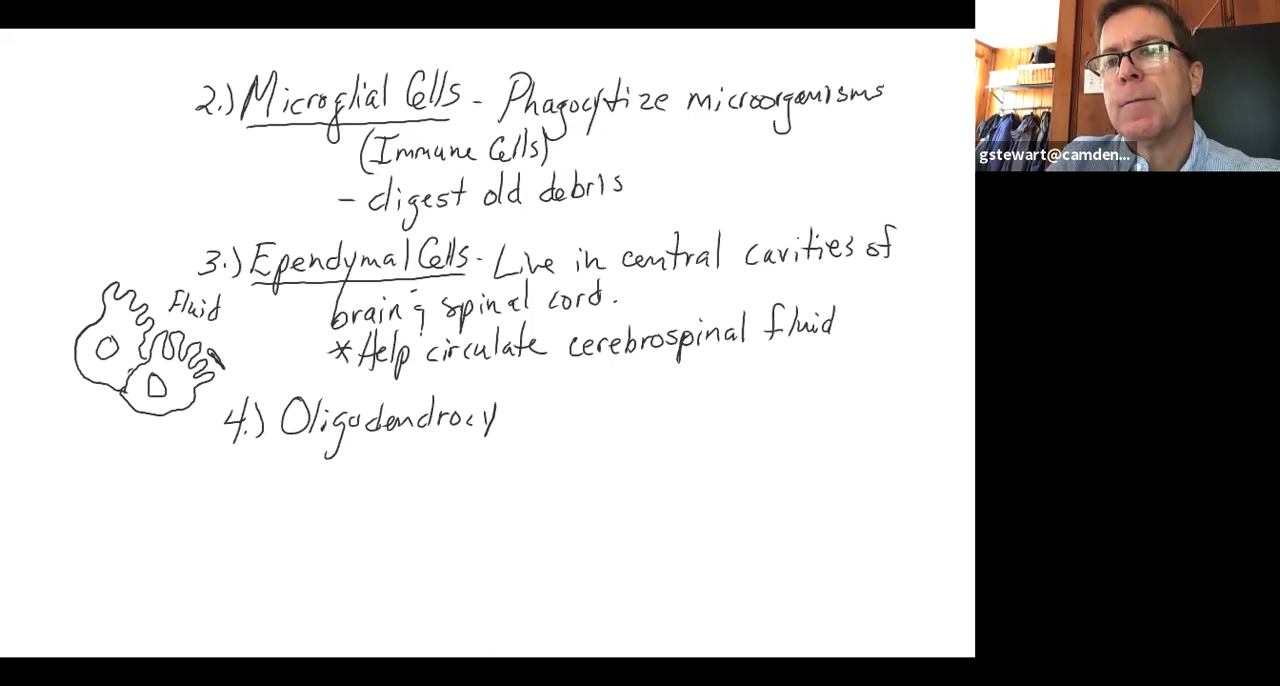 2.) Microglial Cells - Phagocytize microorganisms
(Immune Cells)
- digest old debris
3.) Ependymal Cells - Live in central cavities of
brain & spinal cord.
Fluid
* Help circulate cerebrospinal fluid
4.) Oligodendrocy
gstewart@camden...